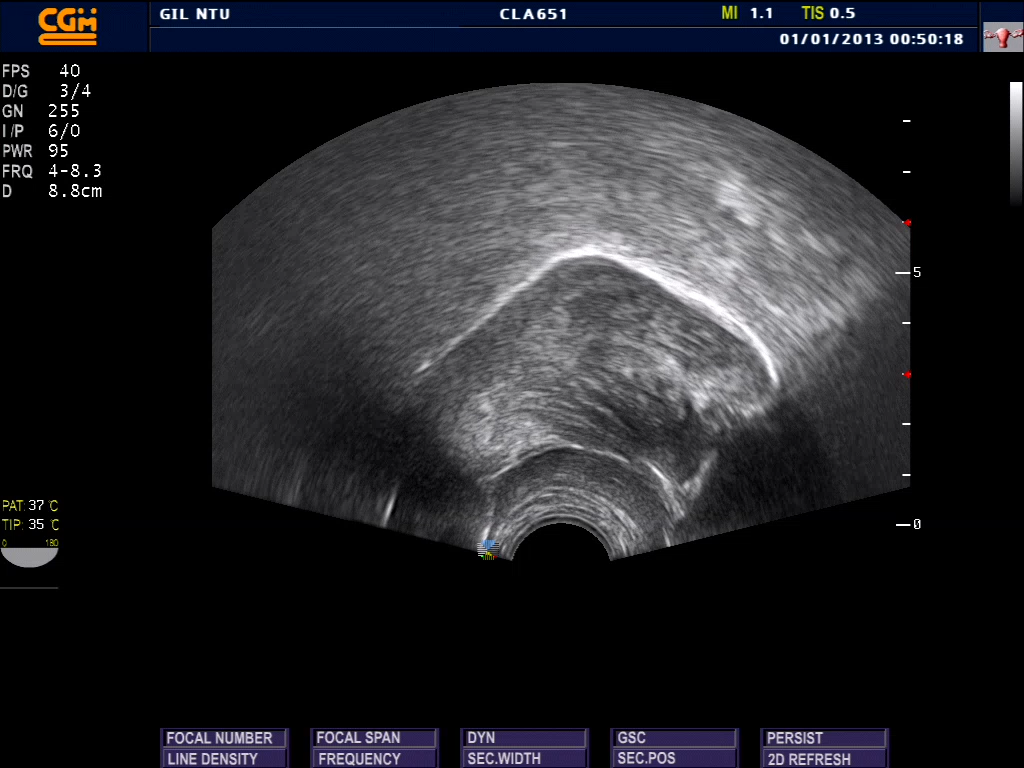 CGM
GIL NTU CLA651 MI 1.1 TIS 0.5
01/01/2013 00:50:18
FPS 40
D/G 3/4
GN 255
I/P 6/0
PWR 95
FRQ 4-8.3
D 8.8cm
5
PAT: 37 °C
TIP: 35 °C
0 180
0
FOCAL NUMBER FOCAL SPAN DYN GSC PERSIST
LINE DENSITY FREQUENCY SEC.WIDTH SEC.POS 2D REFRESH